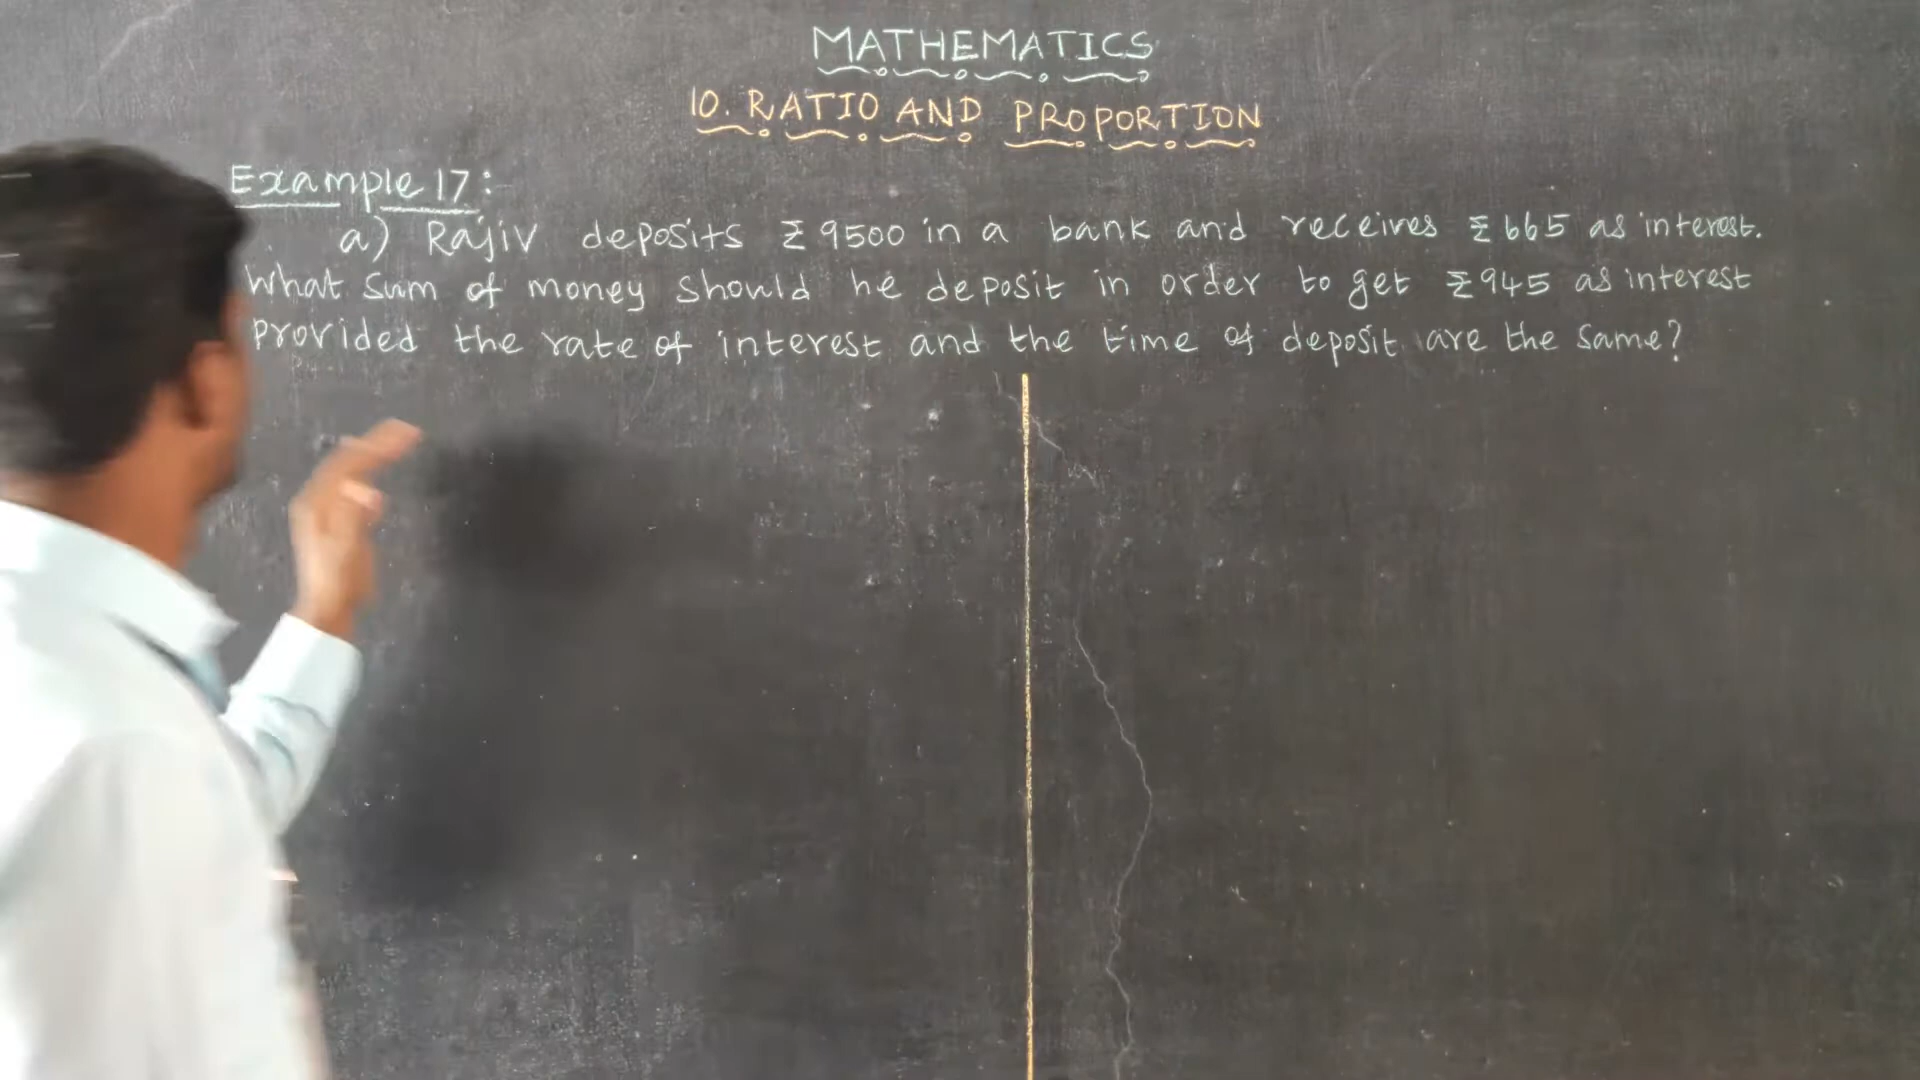 MATHEMATICS
10. RATIO AND PROPORTION
Example 17:-
a) Rajiv deposits ₹ 9500 in a bank and receives ₹ 665 as interest.
What sum of money should he deposit in order to get ₹ 945 as interest
provided the rate of interest and the time of deposit are the same?